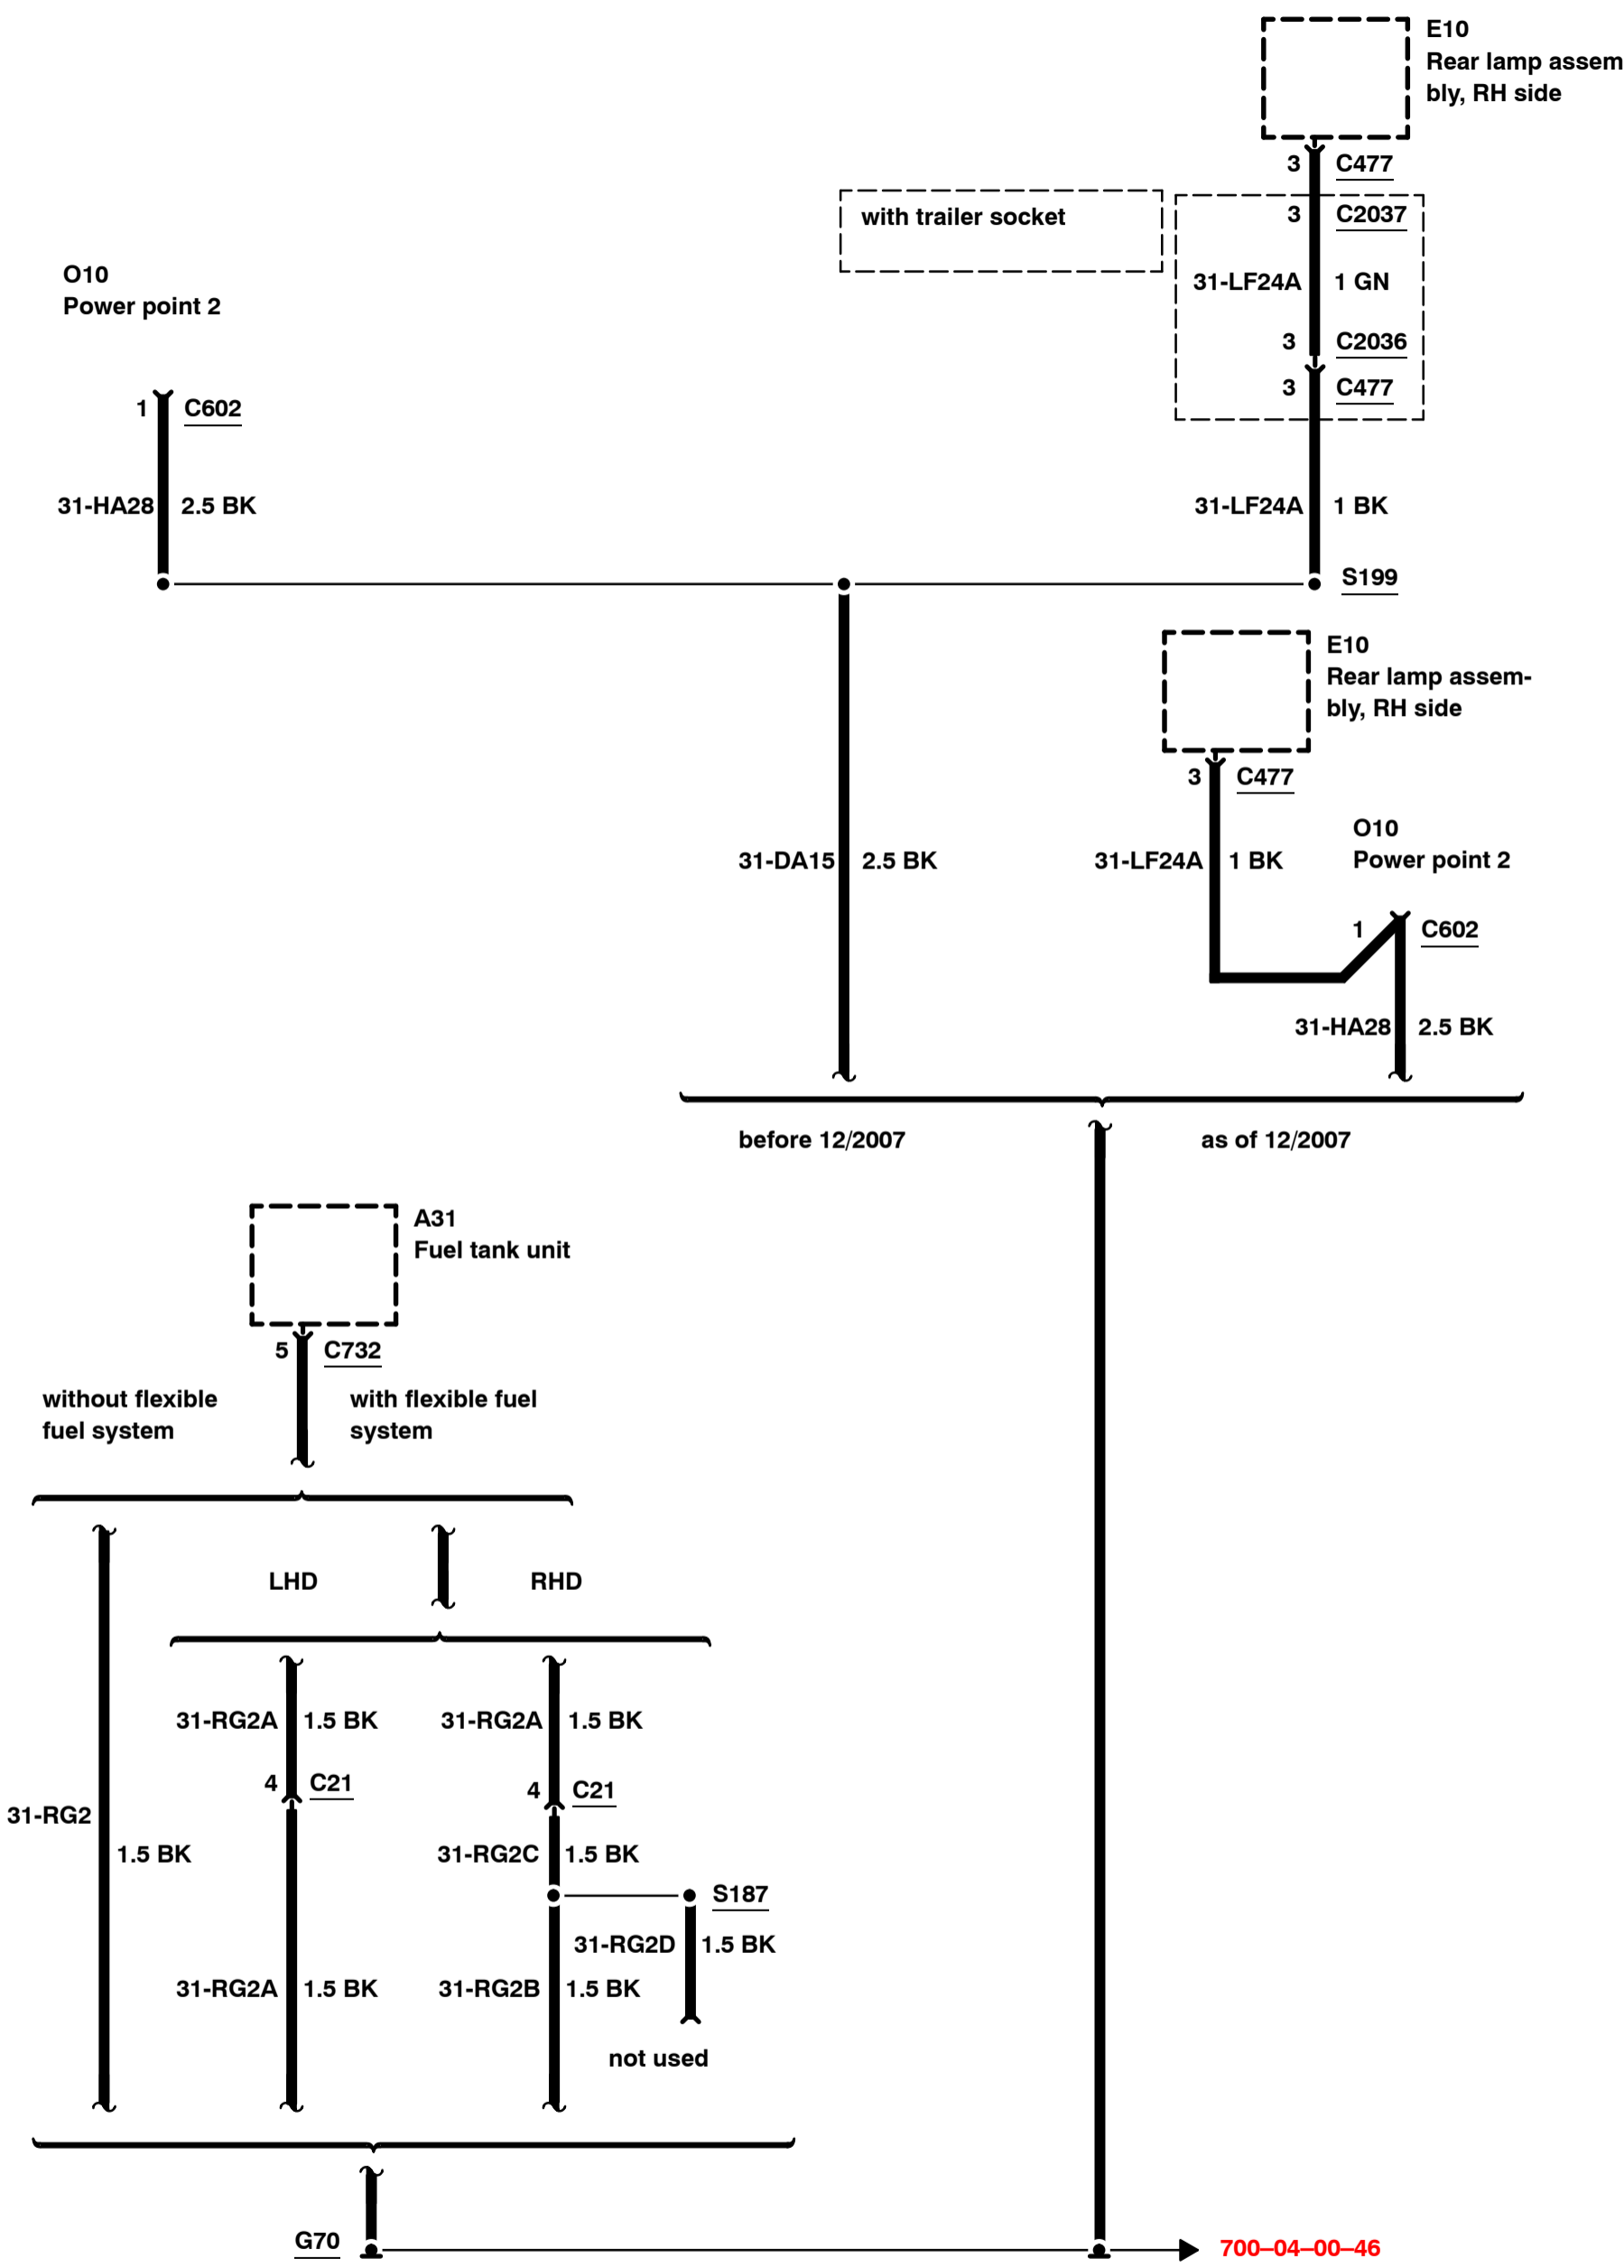 E10
Rear lamp assem
bly, RH side
3 C477
with trailer socket
3 C2037
31-LF24A 1 GN
3 C2036
3 C477
O10
Power point 2
1 C602
31-HA28 2.5 BK
31-LF24A 1 BK
S199
E10
Rear lamp assem-
bly, RH side
3 C477
31-DA15 2.5 BK
31-LF24A 1 BK
O10
Power point 2
1 C602
31-HA28 2.5 BK
before 12/2007
as of 12/2007
A31
Fuel tank unit
5 C732
without flexible
fuel system
with flexible fuel
system
LHD
RHD
31-RG2A 1.5 BK
31-RG2A 1.5 BK
4 C21
4 C21
31-RG2
1.5 BK
31-RG2C 1.5 BK
S187
31-RG2D 1.5 BK
31-RG2A 1.5 BK
31-RG2B 1.5 BK
not used
G70
700–04–00–46